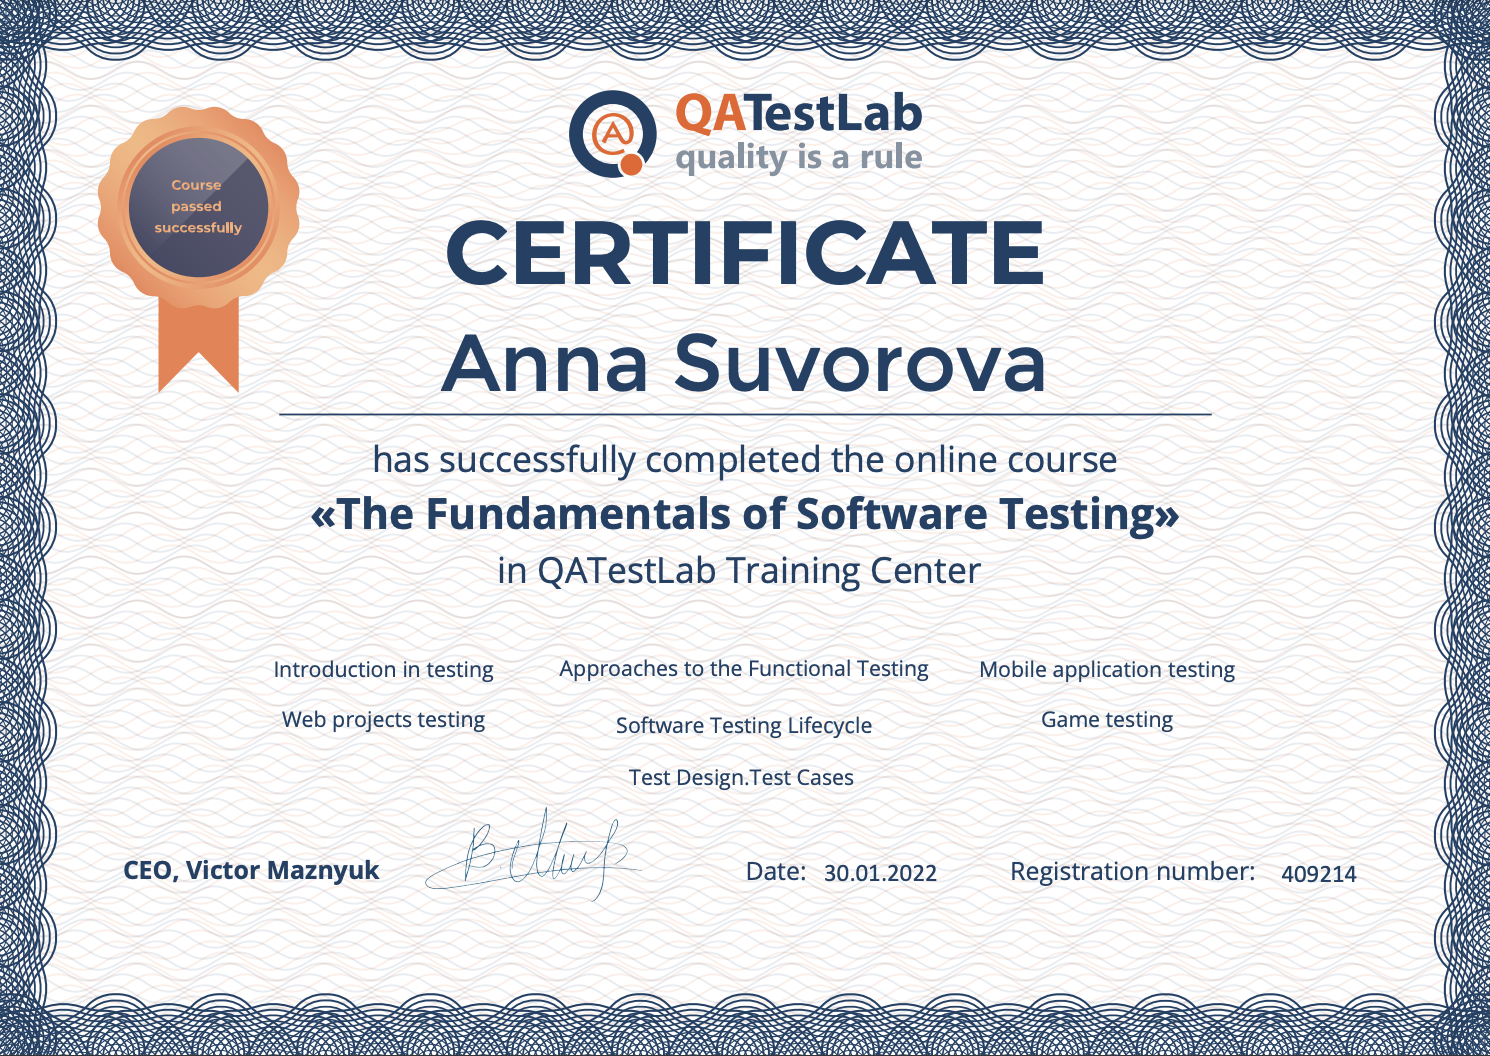 QATestLab
quality is a rule
Course
passed
successfully
CERTIFICATE
Anna Suvorova
has successfully completed the online course
«The Fundamentals of Software Testing»
in QATestLab Training Center
Introduction in testing
Approaches to the Functional Testing
Mobile application testing
Web projects testing
Software Testing Lifecycle
Game testing
Test Design.Test Cases
CEO, Victor Maznyuk
Date: 30.01.2022
Registration number: 409214